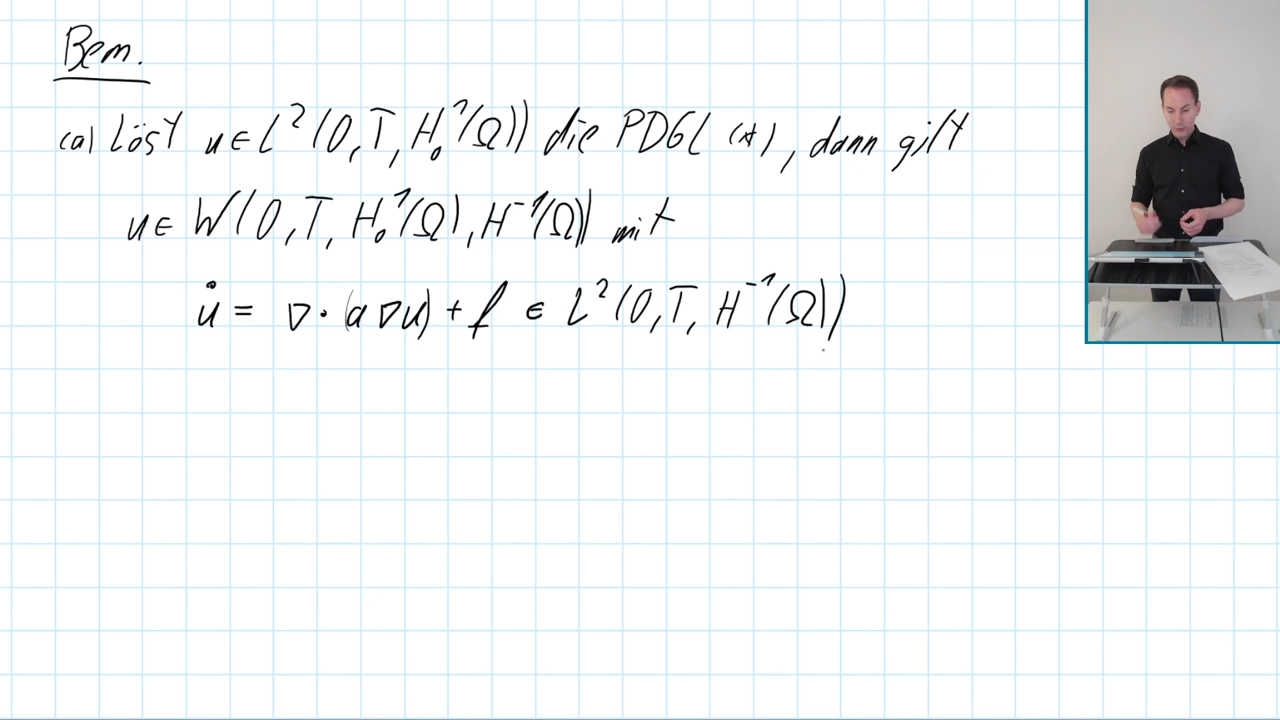 Bem.
(a) Löst u ∈ L²(0,T, H₀¹(Ω)) die PDGL (*), dann gilt
u ∈ W(0,T, H₀¹(Ω), H⁻¹(Ω)) mit
u̇ = ∇·(a∇u) + f ∈ L²(0,T, H⁻¹(Ω))